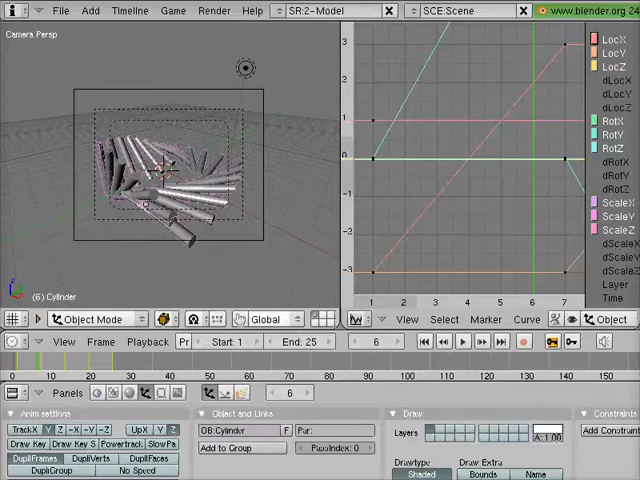 File Add Timeline Game Render Help SR:2-Model SCE:Scene www.blender.org 24
Camera Persp
(6) Cylinder
3
2
1
0
-1
-2
-3
1 2 3 4 5 6 7
LocX
LocY
LocZ
dLocX
dLocY
dLocZ
RotX
RotY
RotZ
dRotX
dRotY
dRotZ
ScaleX
ScaleY
ScaleZ
dScaleX
dScaleY
dScaleZ
Layer
Time
Object Mode Global View Select Marker Curve Object
View Frame Playback Pr Start: 1 End: 25 6
0 10 20 30 40 50 60 70 80 90 100 110 120 130 140 150
Panels 6
Anim settings Object and Links Draw Constraints
TrackX Y Z -X -Y -Z UpX Y Z OB:Cylinder F Par: Layers Add Constraint
Draw Key Draw Key S Powertrack SlowPa Add to Group PassIndex: 0 A: 1.00
DupliFrames DupliVerts DupliFaces Drawtype Draw Extra
DupliGroup No Speed Shaded Bounds Name